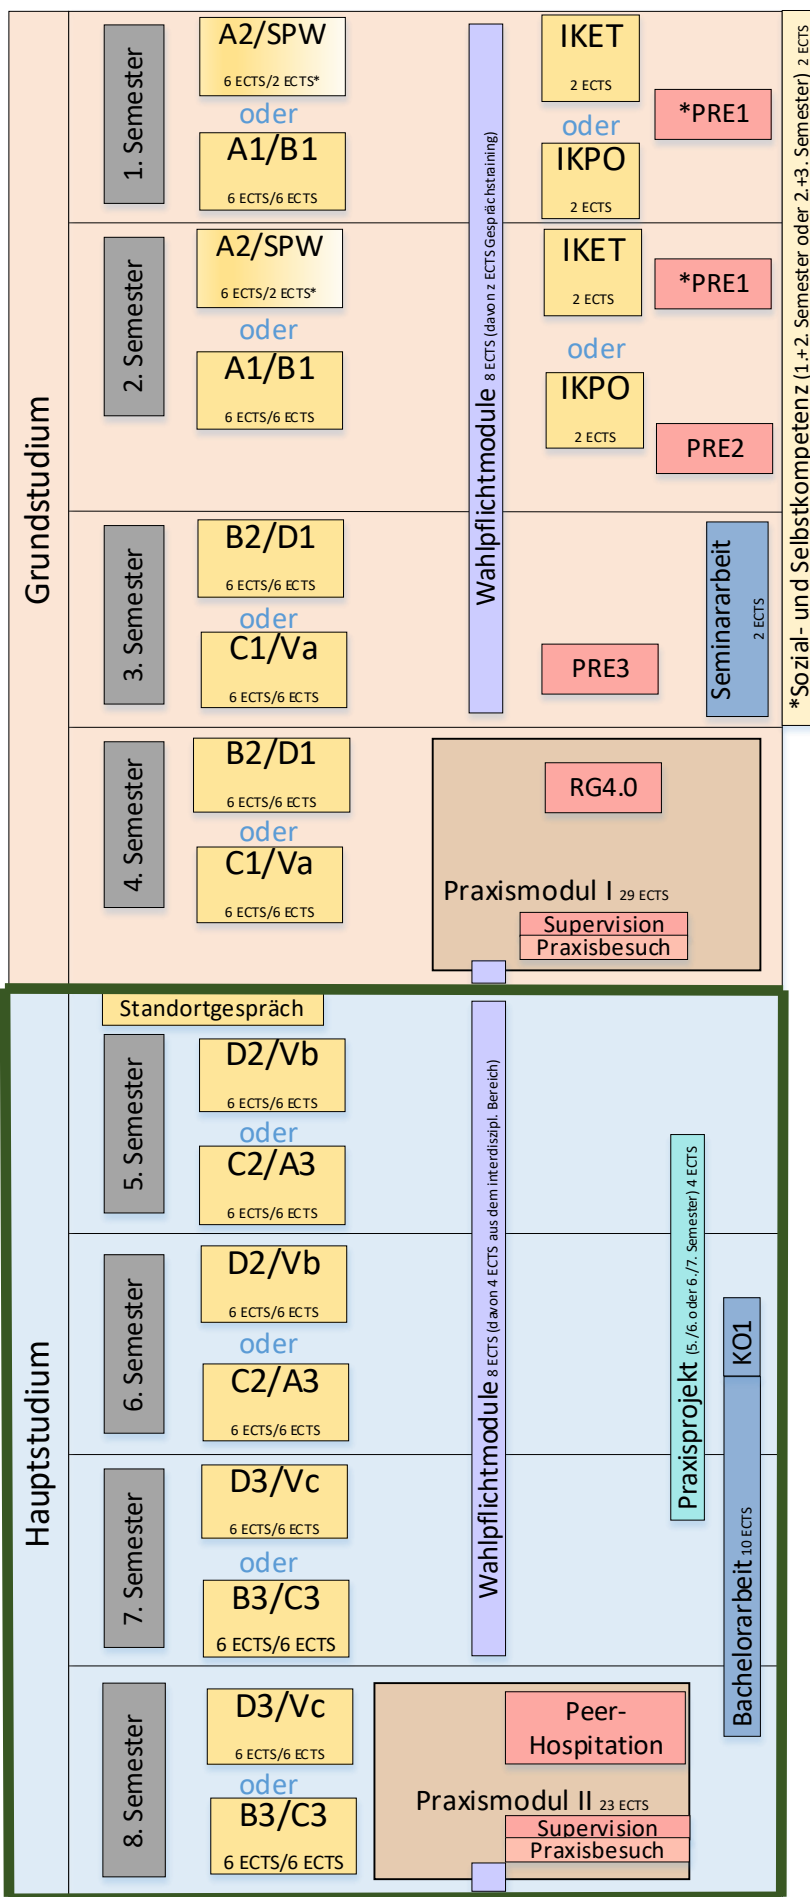 Grundstudium
1. Semester
A2/SPW
6 ECTS/2 ECTS*
oder
A1/B1
6 ECTS/6 ECTS
IKET
2 ECTS
oder
IKPO
2 ECTS
*PRE1
2. Semester
A2/SPW
6 ECTS/2 ECTS*
oder
A1/B1
6 ECTS/6 ECTS
IKET
2 ECTS
oder
IKPO
2 ECTS
*PRE1
PRE2
Wahlpflichtmodule 8 ECTS (davon z ECTS Gesprächstraining)
*Sozial- und Selbstkompetenz (1.+2. Semester oder 2.+3. Semester) 2 ECTS
3. Semester
B2/D1
6 ECTS/6 ECTS
oder
C1/Va
6 ECTS/6 ECTS
PRE3
Seminararbeit
2 ECTS
4. Semester
B2/D1
6 ECTS/6 ECTS
oder
C1/Va
6 ECTS/6 ECTS
RG4.0
Praxismodul I 29 ECTS
Supervision
Praxisbesuch
Hauptstudium
Standortgespräch
5. Semester
D2/Vb
6 ECTS/6 ECTS
oder
C2/A3
6 ECTS/6 ECTS
Wahlpflichtmodule 8 ECTS (davon 4 ECTS aus dem interdiszipl. Bereich)
Praxisprojekt (5./6. oder 6./7. Semester) 4 ECTS
6. Semester
D2/Vb
6 ECTS/6 ECTS
oder
C2/A3
6 ECTS/6 ECTS
KO1
Bachelorarbeit 10 ECTS
7. Semester
D3/Vc
6 ECTS/6 ECTS
oder
B3/C3
6 ECTS/6 ECTS
8. Semester
D3/Vc
6 ECTS/6 ECTS
oder
B3/C3
6 ECTS/6 ECTS
Peer-
Hospitation
Praxismodul II 23 ECTS
Supervision
Praxisbesuch